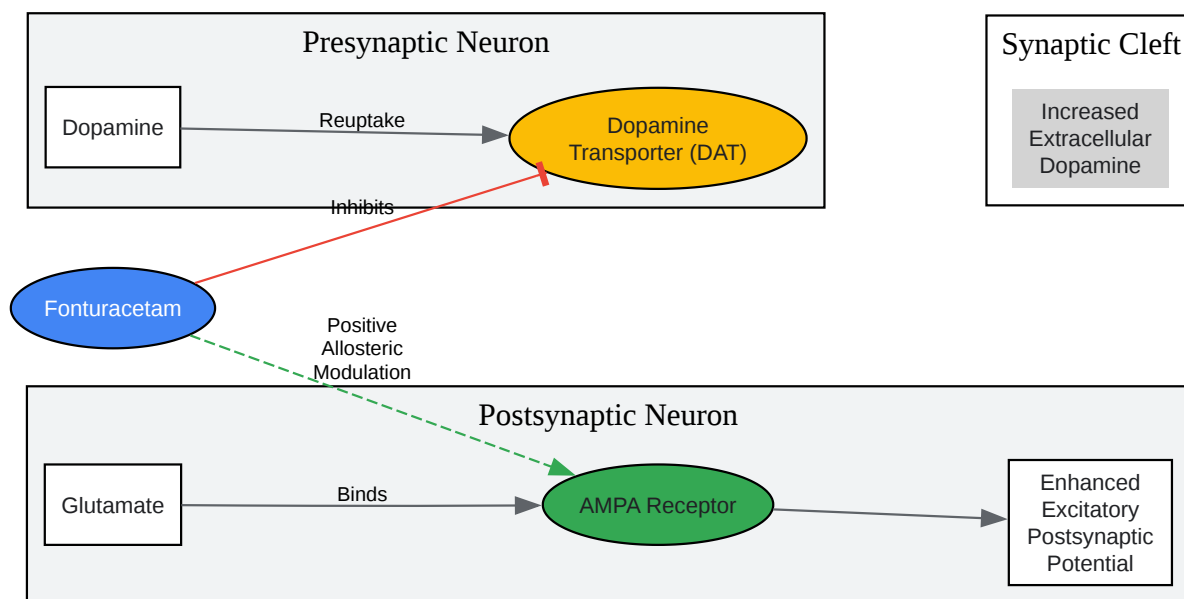 Presynaptic Neuron
Dopamine
Reuptake
Dopamine
Transporter (DAT)
Synaptic Cleft
Increased
Extracellular
Dopamine
Inhibits
Fonturacetam
Positive
Allosteric
Modulation
Postsynaptic Neuron
Glutamate
Binds
AMPA Receptor
Enhanced
Excitatory
Postsynaptic
Potential